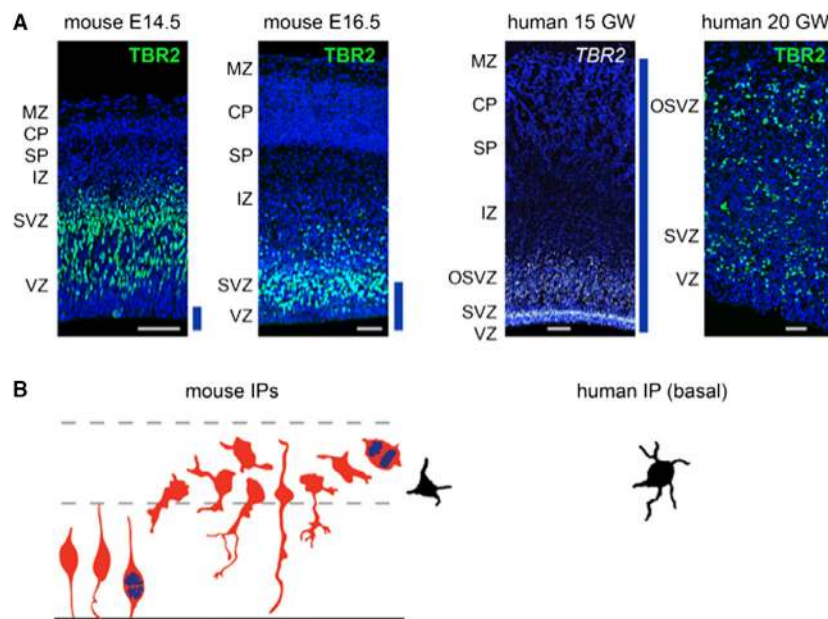 A
mouse E14.5
mouse E16.5
human 15 GW
human 20 GW
TBR2
MZ
CP
SP
IZ
SVZ
VZ
TBR2
MZ
CP
SP
IZ
SVZ
VZ
TBR2
MZ
CP
SP
IZ
OSVZ
SVZ
VZ
TBR2
OSVZ
SVZ
VZ
B
mouse IPs
human IP (basal)